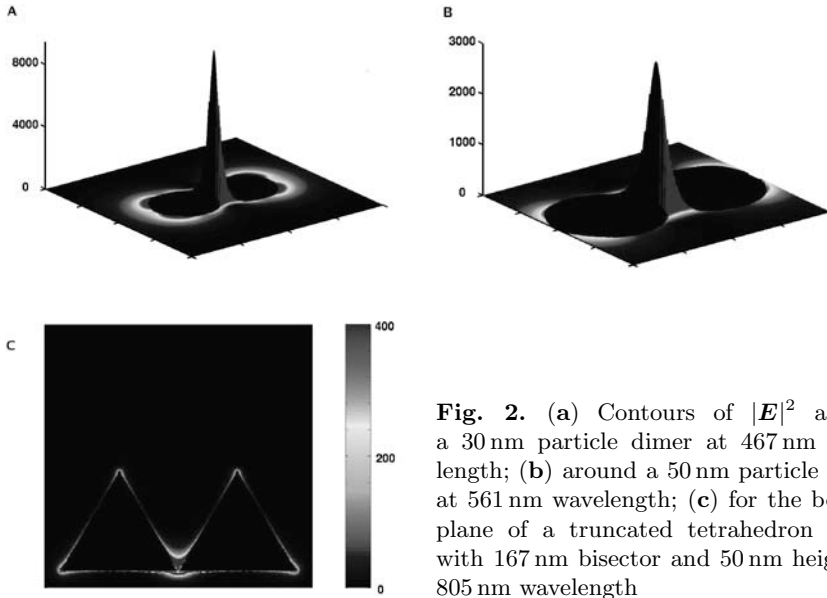 A
8000
4000
0
B
3000
2000
1000
0
C
400
200
0
Fig. 2. (a) Contours of |E|² a
a 30 nm particle dimer at 467 nm
length; (b) around a 50 nm particle
at 561 nm wavelength; (c) for the b
plane of a truncated tetrahedron
with 167 nm bisector and 50 nm heig
805 nm wavelength